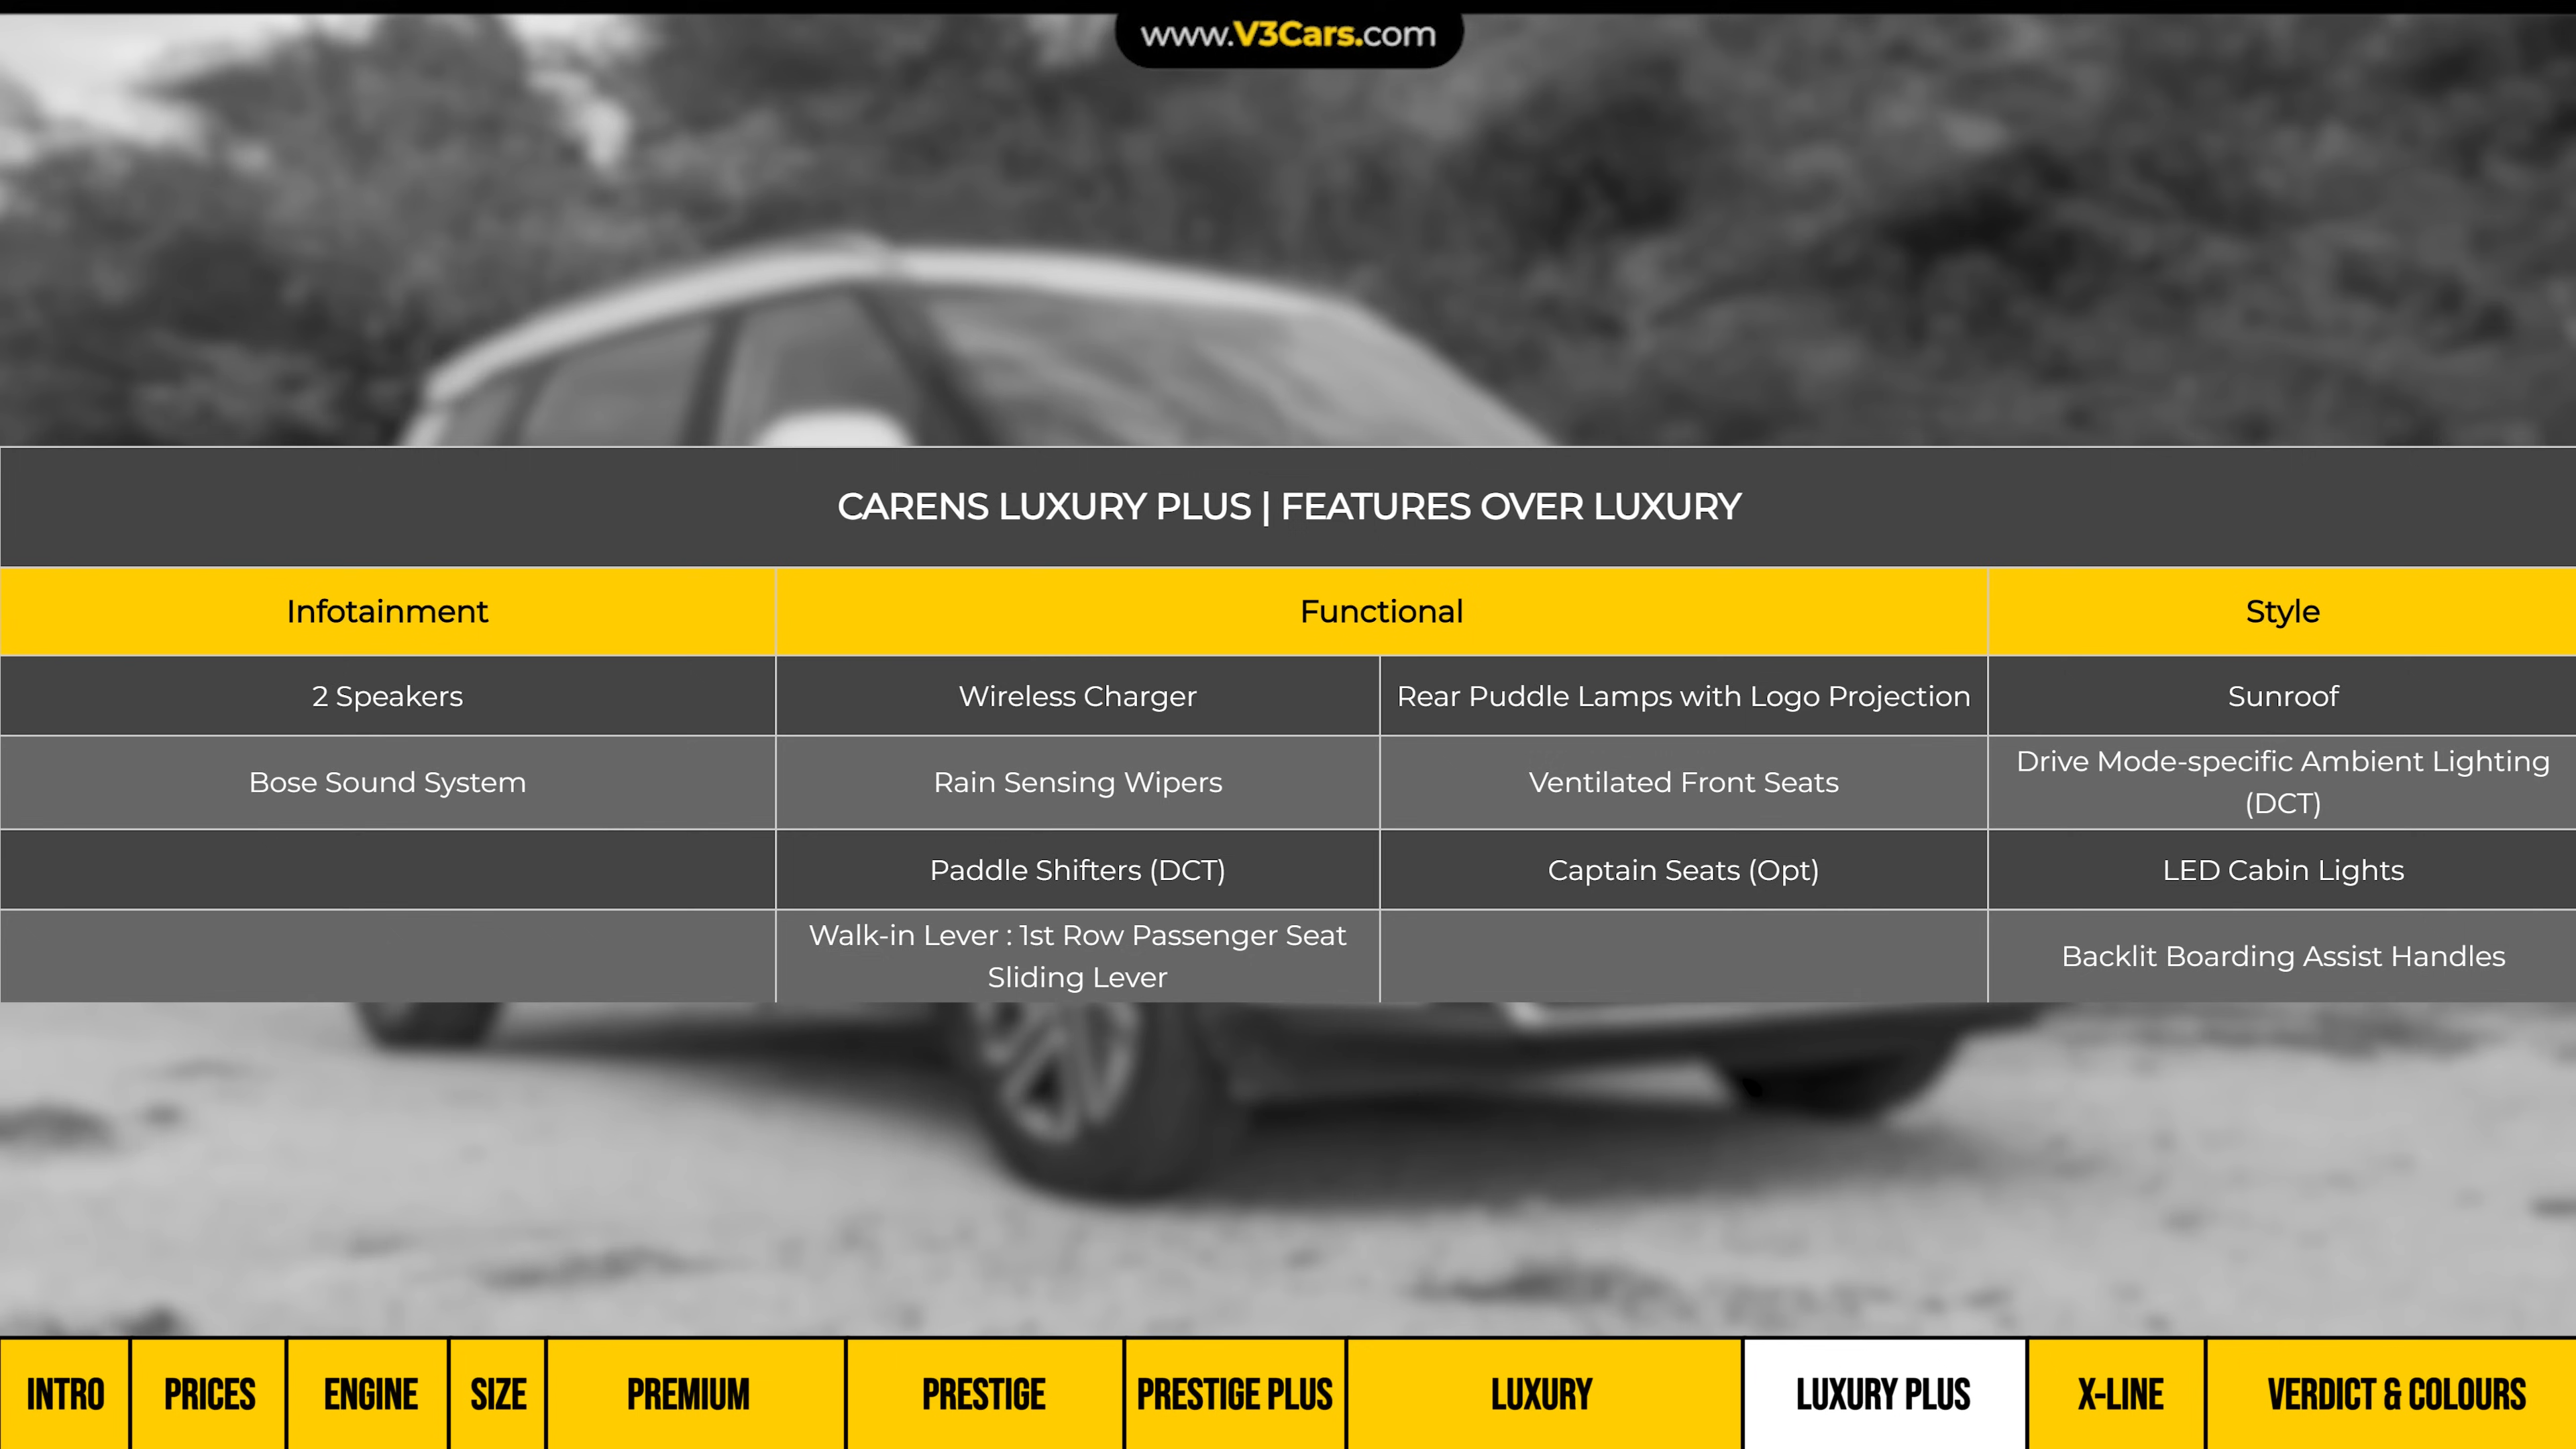 www.V3Cars.com
CARENS LUXURY PLUS | FEATURES OVER LUXURY
Infotainment Functional Style
2 Speakers Wireless Charger Rear Puddle Lamps with Logo Projection Sunroof
Bose Sound System Rain Sensing Wipers Ventilated Front Seats Drive Mode-specific Ambient Lighting
(DCT)
Paddle Shifters (DCT) Captain Seats (Opt) LED Cabin Lights
Walk-in Lever : 1st Row Passenger Seat
Sliding Lever
Backlit Boarding Assist Handles
INTRO PRICES ENGINE SIZE PREMIUM PRESTIGE PRESTIGE PLUS LUXURY LUXURY PLUS X-LINE VERDICT & COLOURS